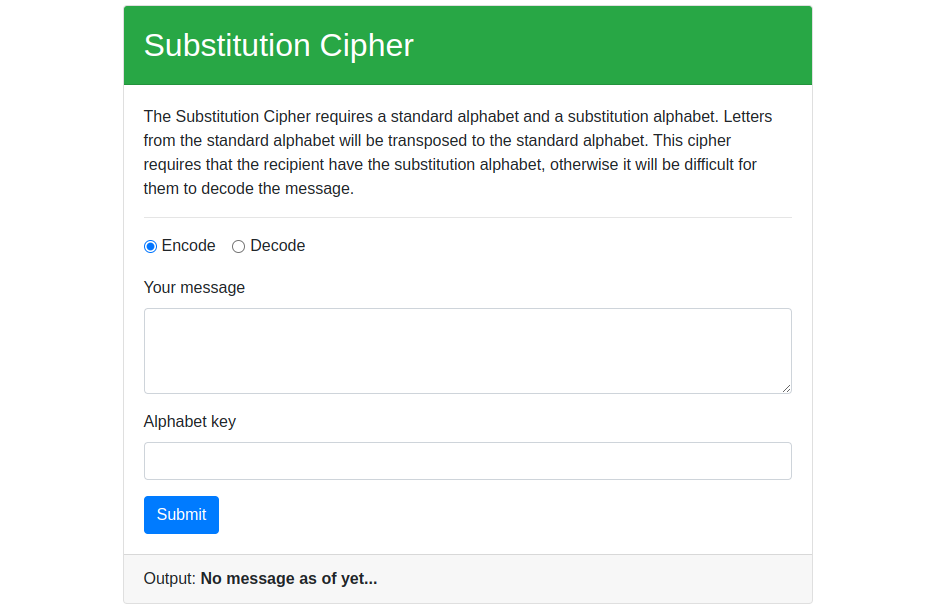 Substitution Cipher
The Substitution Cipher requires a standard alphabet and a substitution alphabet. Letters
from the standard alphabet will be transposed to the standard alphabet. This cipher
requires that the recipient have the substitution alphabet, otherwise it will be difficult for
them to decode the message.
Encode Decode
Your message
Alphabet key
Submit
Output: No message as of yet...